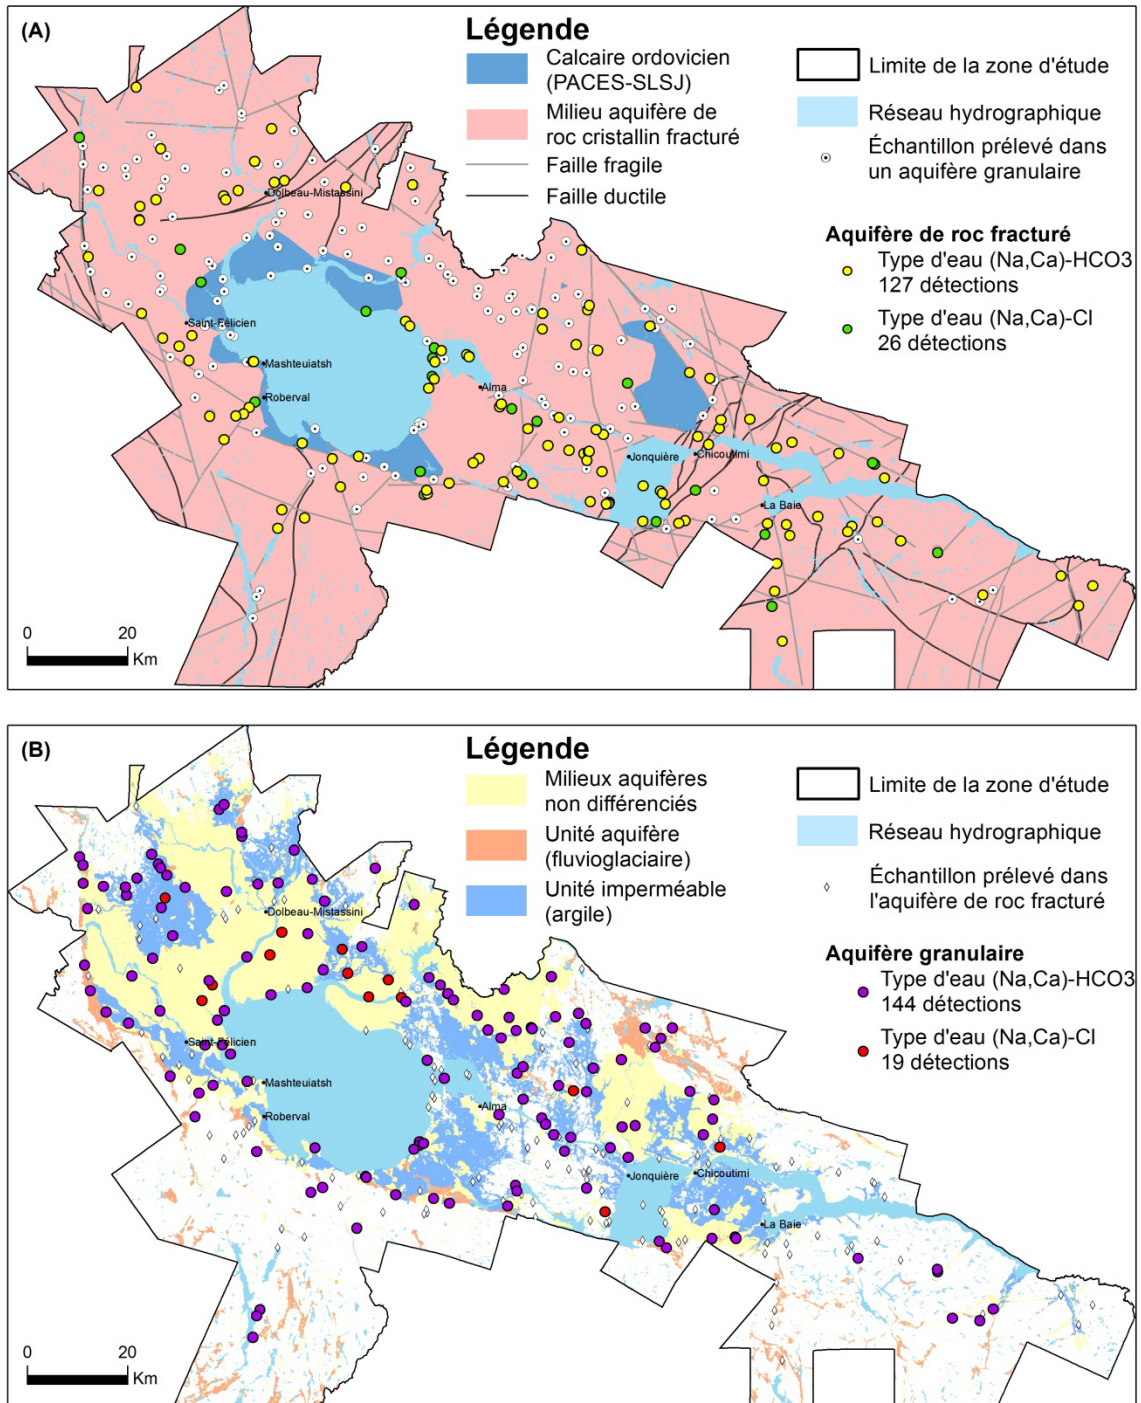 (A)
Légende
Calcaire ordovicien
(PACES-SLSJ)
Milieu aquifère de
roc cristallin fracturé
Faille fragile
Faille ductile
Limite de la zone d'étude
Réseau hydrographique
Échantillon prélevé dans
un aquifère granulaire
Aquifère de roc fracturé
Type d'eau (Na,Ca)-HCO3
127 détections
Type d'eau (Na,Ca)-Cl
26 détections
Dolbeau-Mistassini
Saint-Félicien
Mashteuiatsh
Roberval
Alma
Jonquière
Chicoutimi
La Baie
0 20
Km
(B)
Légende
Milieux aquifères
non différenciés
Unité aquifère
(fluvioglaciaire)
Unité imperméable
(argile)
Limite de la zone d'étude
Réseau hydrographique
Échantillon prélevé dans
l'aquifère de roc fracturé
Aquifère granulaire
Type d'eau (Na,Ca)-HCO3
144 détections
Type d'eau (Na,Ca)-Cl
19 détections
Dolbeau-Mistassini
Saint-Félicien
Mashteuiatsh
Roberval
Alma
Jonquière
Chicoutimi
La Baie
0 20
Km